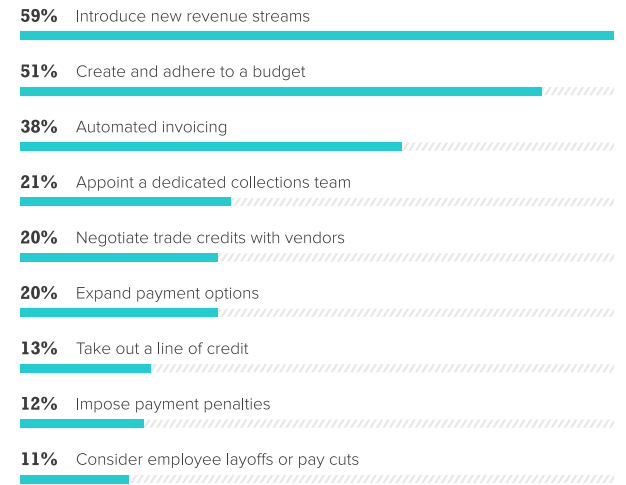 59% Introduce new revenue streams
51% Create and adhere to a budget
38% Automated invoicing
21% Appoint a dedicated collections team
20% Negotiate trade credits with vendors
20% Expand payment options
13% Take out a line of credit
12% Impose payment penalties
11% Consider employee layoffs or pay cuts